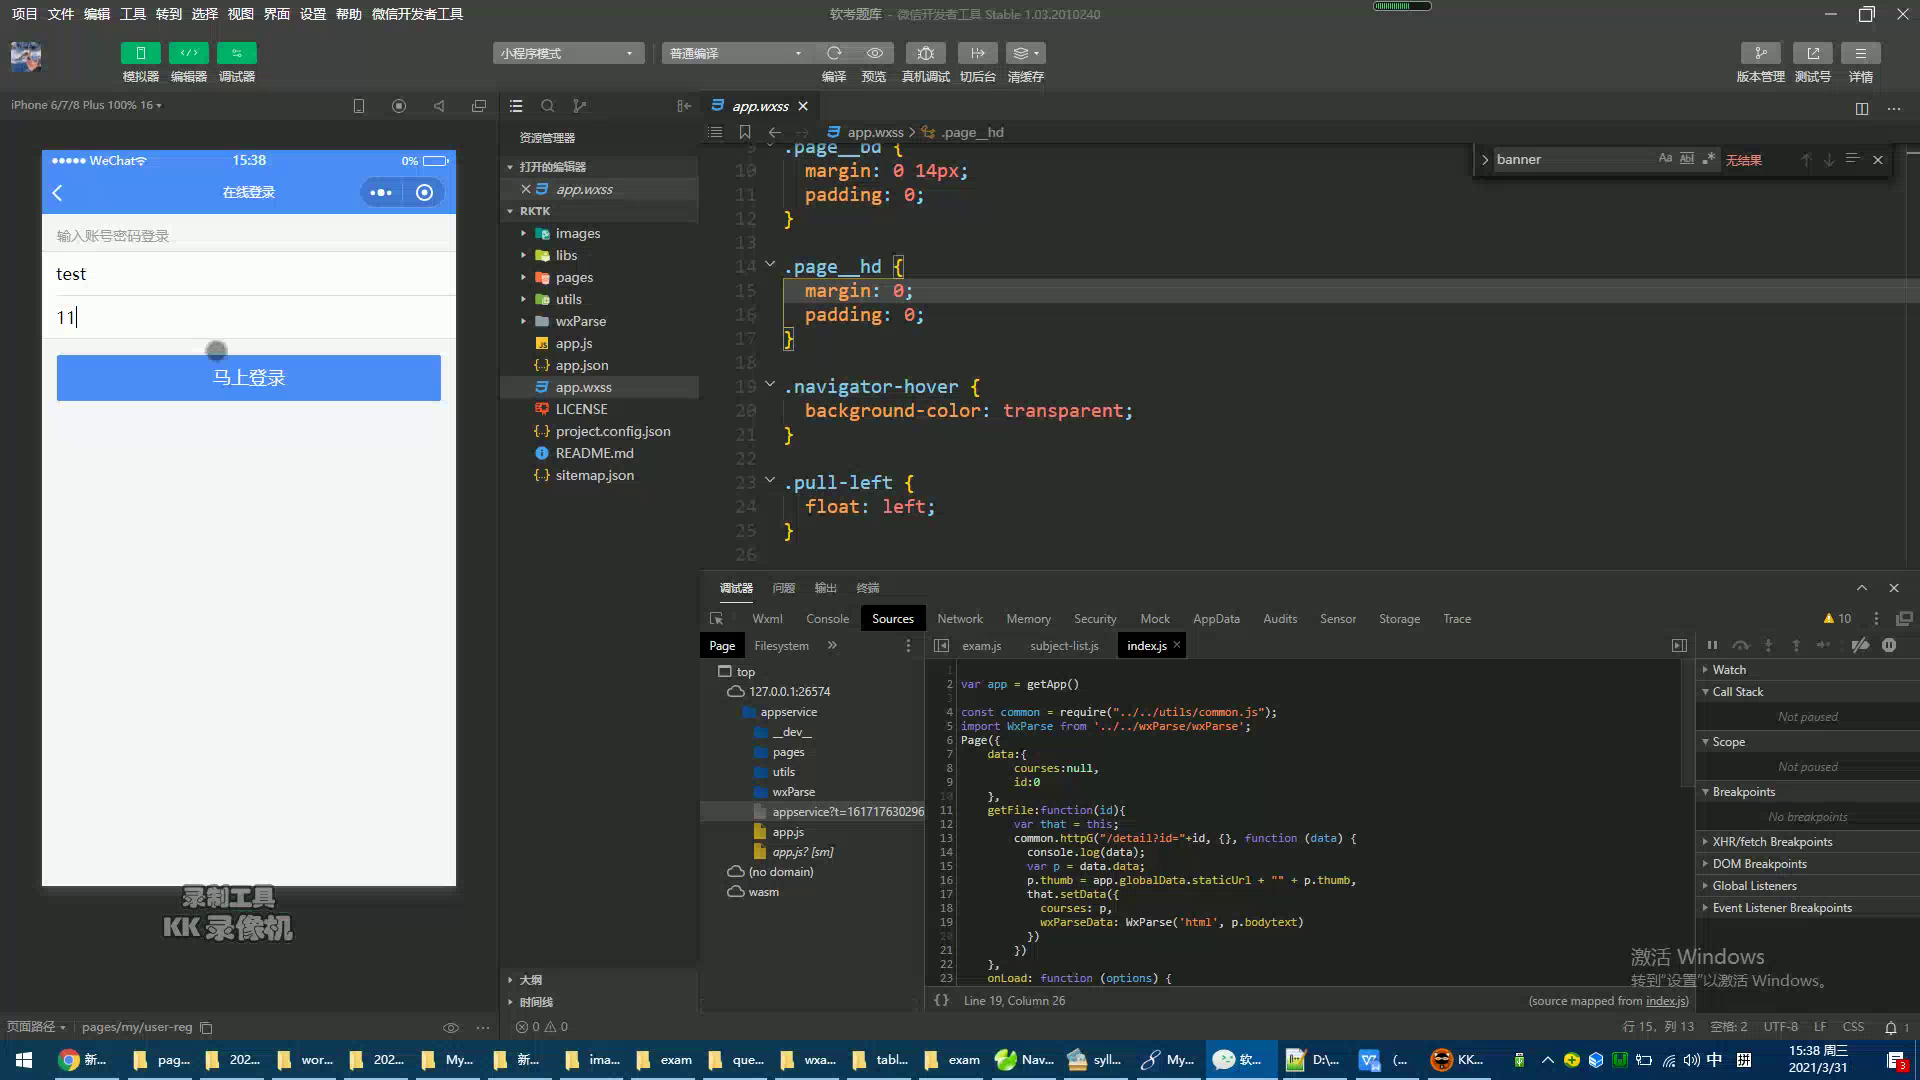 项目 文件 编辑 工具 转到 选择 视图 界面 设置 帮助 微信开发者工具
软考题库 - 微信开发者工具 Stable 1.03.2010240
小程序模式
普通编译
模拟器 编辑器 调试器
编译 预览 真机调试 切后台 清缓存
版本管理 测试号 详情
iPhone 6/7/8 Plus 100% 16
WeChat
15:38
0%
在线登录
输入账号密码登录
test
11
马上登录
录制工具
KK 录像机
页面路径
pages/my/user-reg
资源管理器
打开的编辑器
app.wxss
RKTK
images
libs
pages
utils
wxParse
app.js
app.json
app.wxss
LICENSE
project.config.json
README.md
sitemap.json
大纲
时间线
0 0
app.wxss
app.wxss > .page__hd
banner
Aa Abl .*
无结果
9 .page__bd {
10 margin: 0 14px;
11 padding: 0;
12 }
13
14 .page__hd {
15 margin: 0;
16 padding: 0;
17 }
18
19 .navigator-hover {
20 background-color: transparent;
21 }
22
23 .pull-left {
24 float: left;
25 }
26
调试器 问题 输出 终端
Wxml Console Sources Network Memory Security Mock AppData Audits Sensor Storage Trace
10
Page Filesystem »
exam.js subject-list.js index.js
top
127.0.0.1:26574
appservice
__dev__
pages
utils
wxParse
appservice?t=161717630296
app.js
app.js? [sm]
(no domain)
wasm
1
2 var app = getApp()
3
4 const common = require("../../utils/common.js");
5 import WxParse from '../../wxParse/wxParse';
6 Page({
7 data:{
8 courses:null,
9 id:0
10 },
11 getFile:function(id){
12 var that = this;
13 common.httpG("/detail?id="+id, {}, function (data) {
14 console.log(data);
15 var p = data.data;
16 p.thumb = app.globalData.staticUrl + "" + p.thumb,
17 that.setData({
18 courses: p,
19 wxParseData: WxParse('html', p.bodytext)
20 })
21 })
22 },
23 onLoad: function (options) {
{} Line 19, Column 26
(source mapped from index.js)
Watch
Call Stack
Not paused
Scope
Not paused
Breakpoints
No breakpoints
XHR/fetch Breakpoints
DOM Breakpoints
Global Listeners
Event Listener Breakpoints
激活 Windows
转到"设置"以激活 Windows。
行 15，列 13 空格: 2 UTF-8 LF CSS 1
新... pag... 202... wor... 202... My... 新... ima... exam que... wxa... tabl... exam Nav... syll... My... 软... D:\... (... KK...
中 拼
15:38 周三
2021/3/31
3